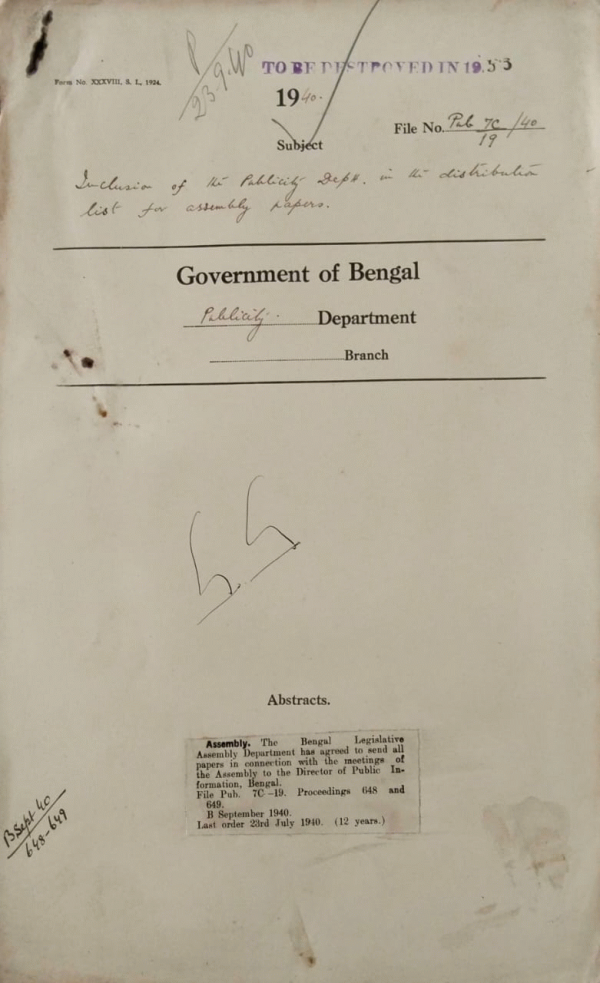 P
23.9.40
TO BE DESTROYED IN 19.53
Form No. XXXVIII, S. I., 1924.
1940.
File No. Pub 7C/19 /40
Subject
Inclusion of the Publicity Deptt. in the distribution
list for assembly papers.
Government of Bengal
Publicity. Department
Branch
Abstracts.
Assembly. The Bengal Legislative
Assembly Department has agreed to send all
papers in connection with the meetings of
the Assembly to the Director of Public In-
formation, Bengal.
File Pub. 7C-19. Proceedings 648 and
649.
B September 1940.
Last order 23rd July 1940. (12 years.)
B Sept 40
648-649